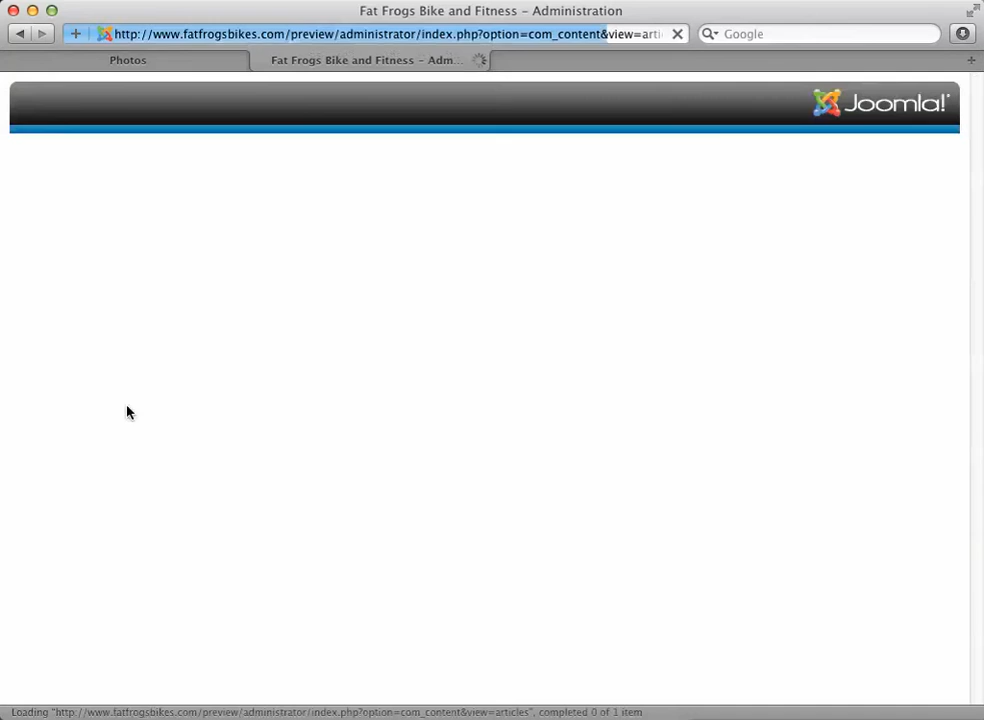 Fat Frogs Bike and Fitness – Administration
http://www.fatfrogsbikes.com/preview/administrator/index.php?option=com_content&view=arti
Google
Photos
Fat Frogs Bike and Fitness – Adm...
Joomla!
Loading "http://www.fatfrogsbikes.com/preview/administrator/index.php?option=com_content&view=articles", completed 0 of 1 item